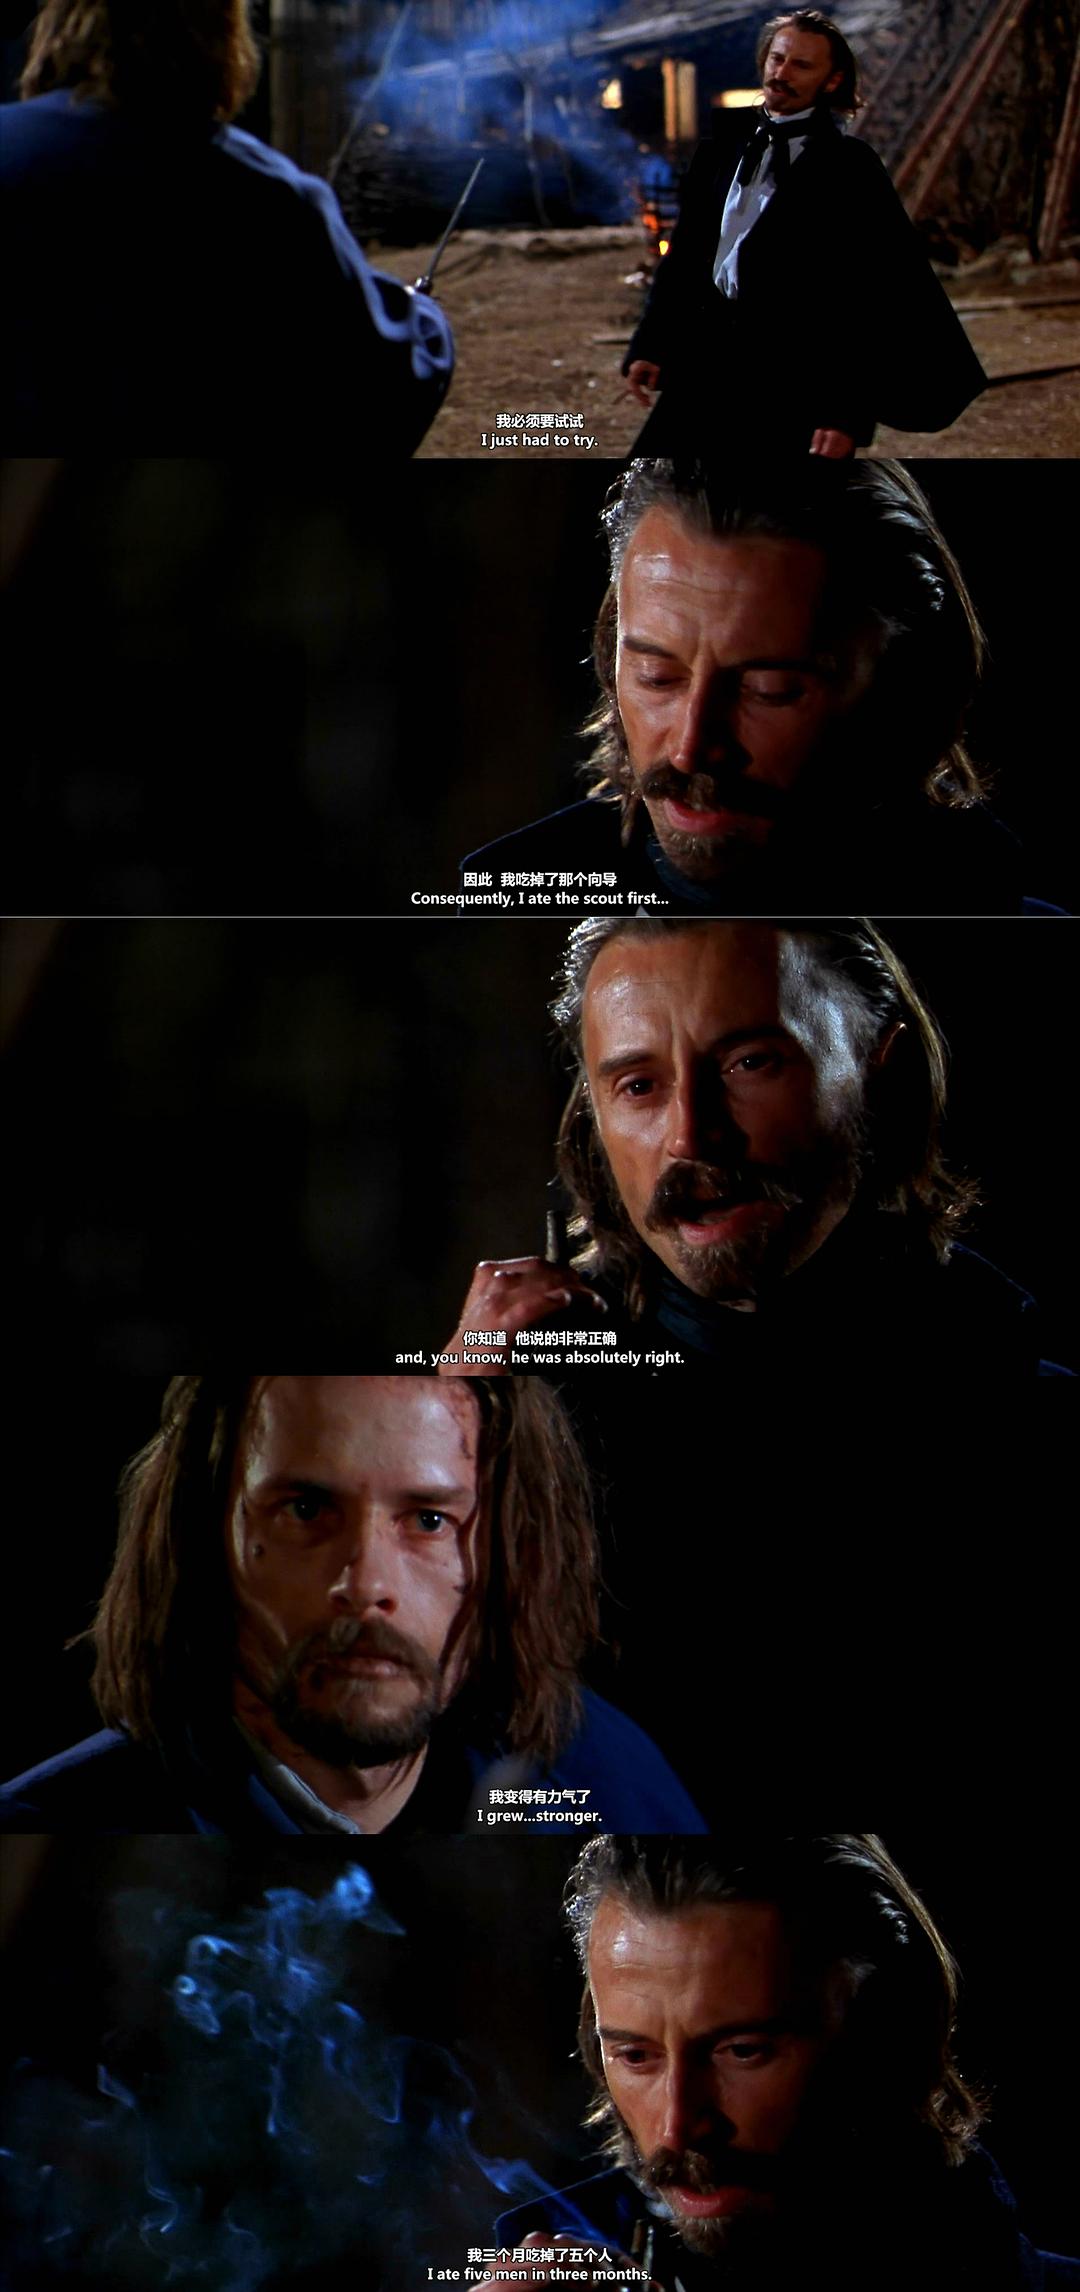 我必须要试试
I just had to try.
因此 我吃掉了那个向导
Consequently, I ate the scout first...
你知道 他说的非常正确
and, you know, he was absolutely right.
我变得有力气了
I grew...stronger.
我三个月吃掉了五个人
I ate five men in three months.